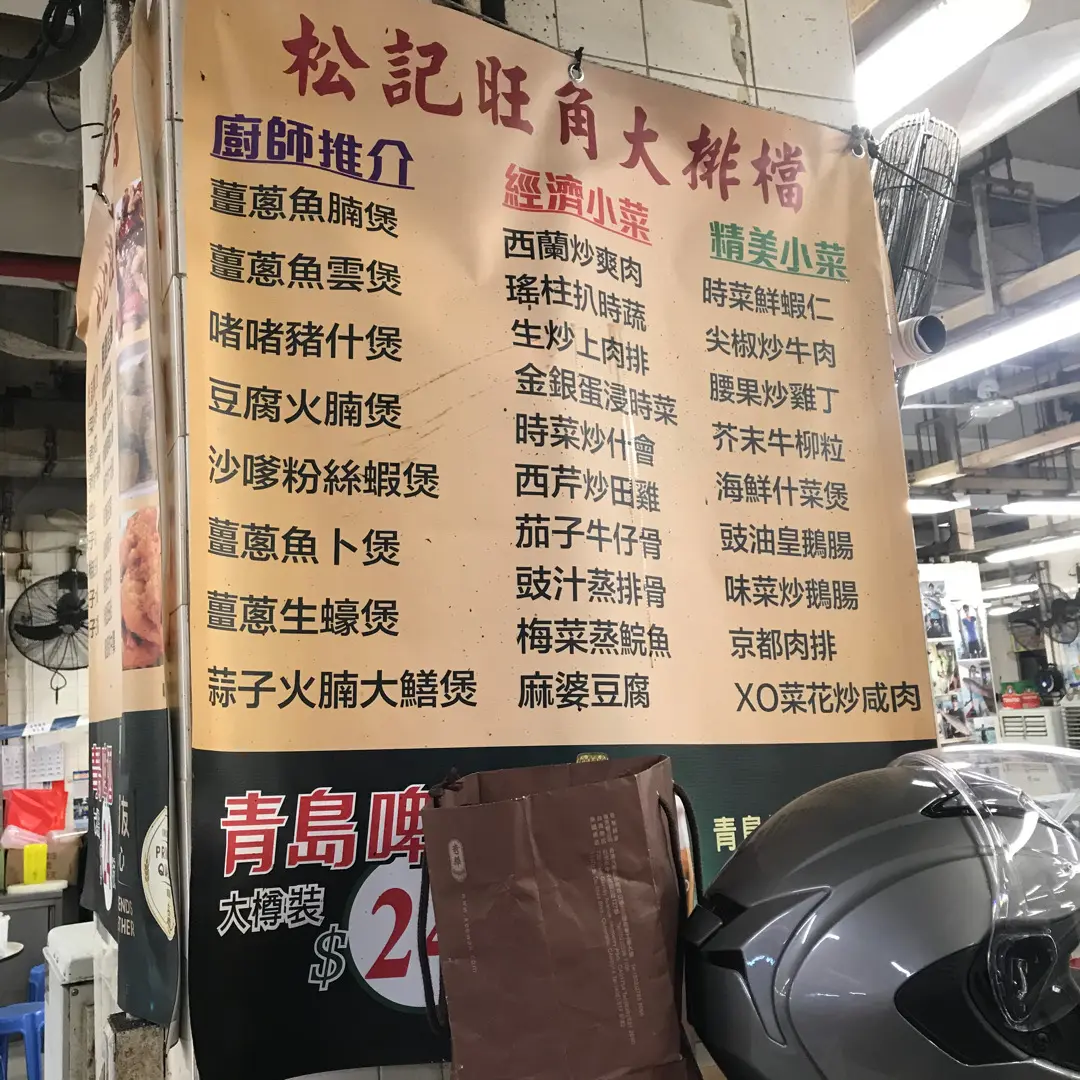 松記旺角大排檔
廚師推介
薑蔥魚腩煲
薑蔥魚雲煲
啫啫豬什煲
豆腐火腩煲
沙嗲粉絲蝦煲
薑蔥魚卜煲
薑蔥生蠔煲
蒜子火腩大鱔煲
經濟小菜
西蘭炒爽肉
瑤柱扒時蔬
生炒上肉排
金銀蛋浸時菜
時菜炒什會
西芹炒田雞
茄子牛仔骨
豉汁蒸排骨
梅菜蒸鯇魚
麻婆豆腐
精美小菜
時菜鮮蝦仁
尖椒炒牛肉
腰果炒雞丁
芥末牛柳粒
海鮮什菜煲
豉油皇鵝腸
味菜炒鵝腸
京都肉排
XO菜花炒咸肉
青島啤
大樽裝
$2
青島